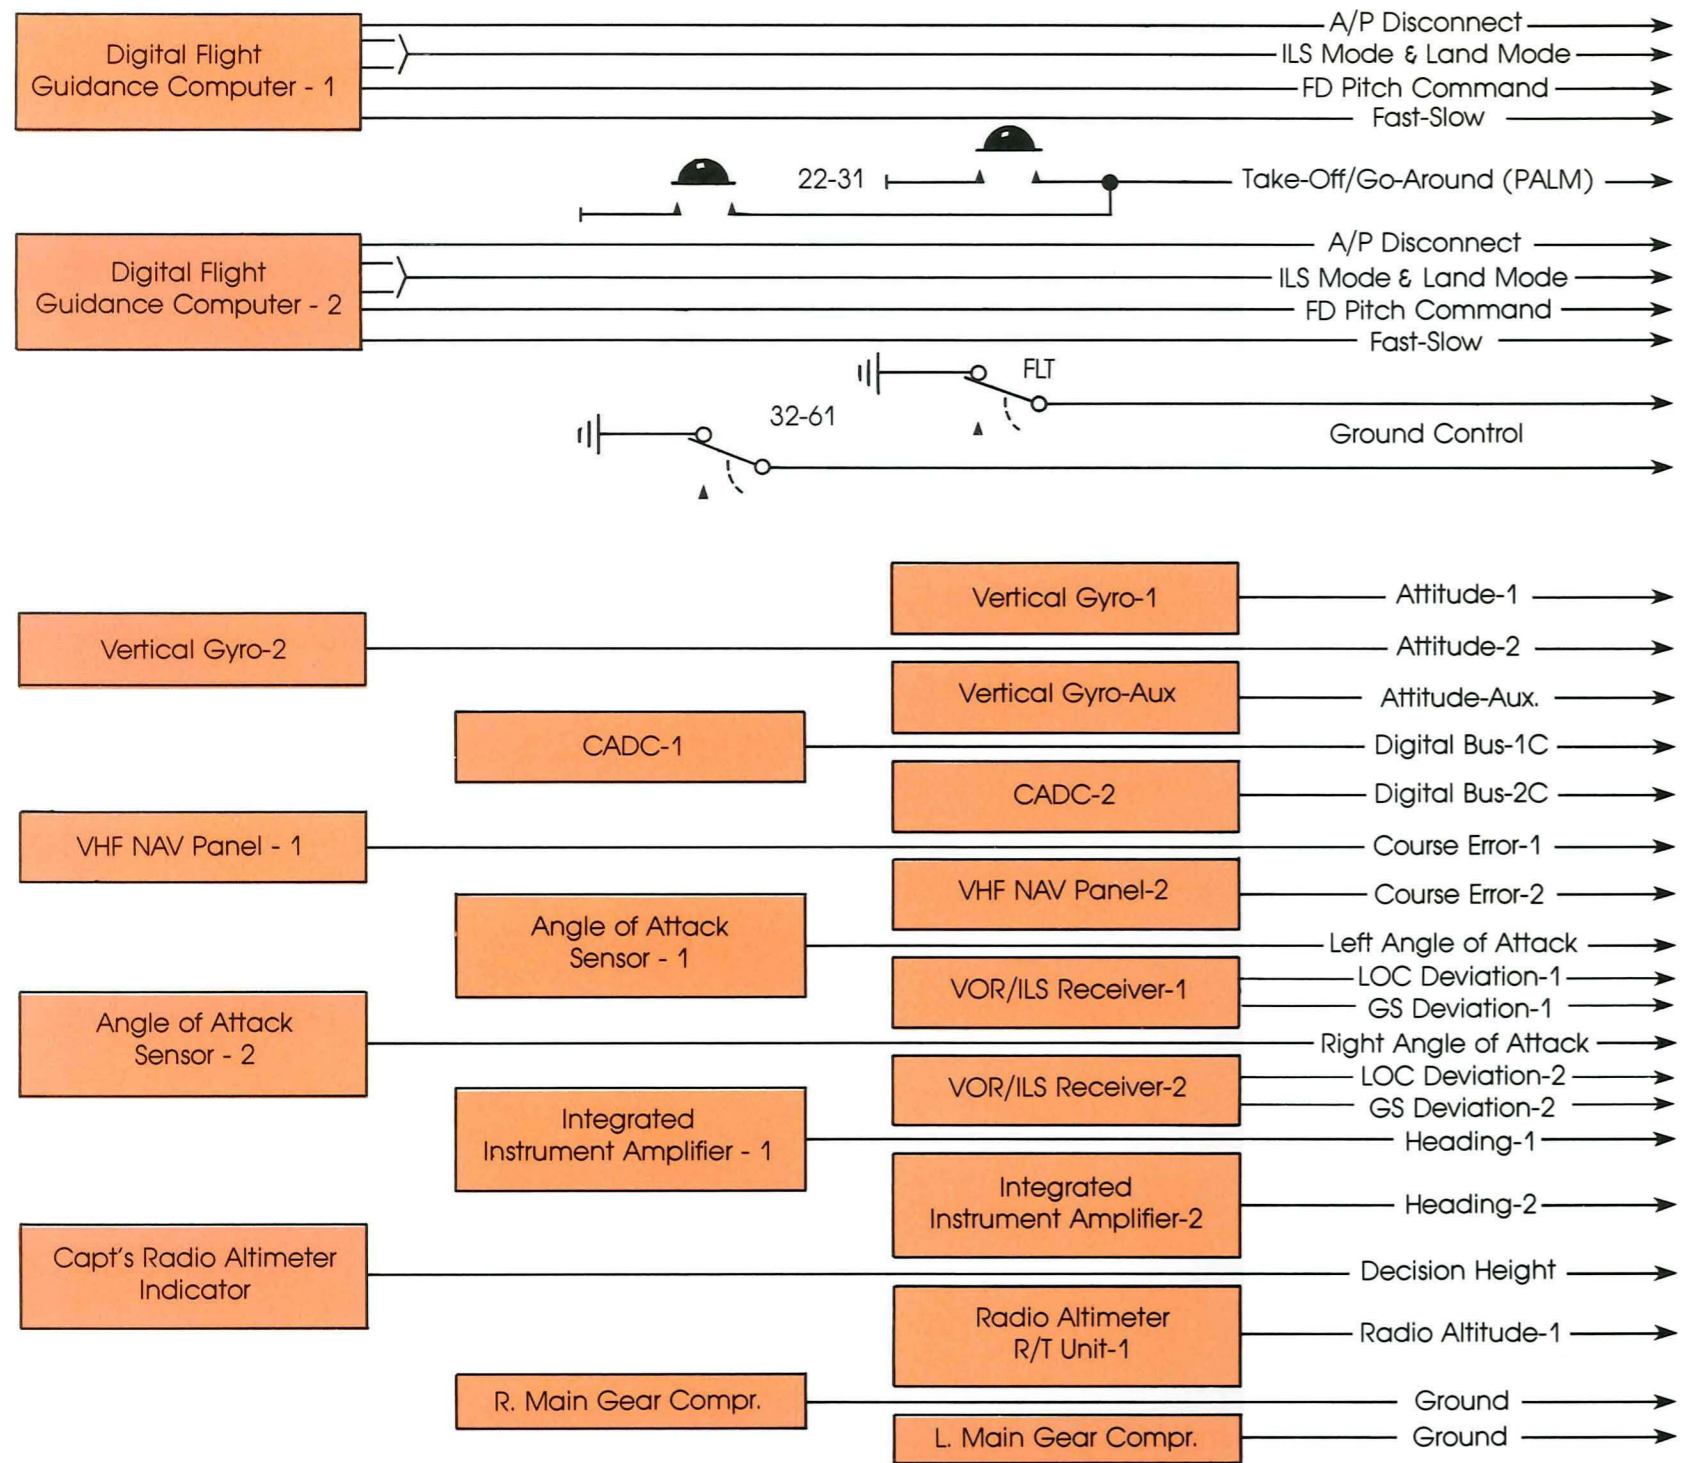 Digital Flight
Guidance Computer - 1
A/P Disconnect
ILS Mode & Land Mode
FD Pitch Command
Fast-Slow
22-31
Take-Off/Go-Around (PALM)
Digital Flight
Guidance Computer - 2
A/P Disconnect
ILS Mode & Land Mode
FD Pitch Command
Fast-Slow
FLT
32-61
Ground Control
Vertical Gyro-1
Attitude-1
Vertical Gyro-2
Attitude-2
Vertical Gyro-Aux
Attitude-Aux.
CADC-1
Digital Bus-1C
CADC-2
Digital Bus-2C
VHF NAV Panel - 1
Course Error-1
VHF NAV Panel-2
Course Error-2
Angle of Attack
Sensor - 1
Left Angle of Attack
VOR/ILS Receiver-1
LOC Deviation-1
GS Deviation-1
Angle of Attack
Sensor - 2
Right Angle of Attack
VOR/ILS Receiver-2
LOC Deviation-2
GS Deviation-2
Integrated
Instrument Amplifier - 1
Heading-1
Integrated
Instrument Amplifier-2
Heading-2
Capt's Radio Altimeter
Indicator
Decision Height
Radio Altimeter
R/T Unit-1
Radio Altitude-1
R. Main Gear Compr.
Ground
L. Main Gear Compr.
Ground